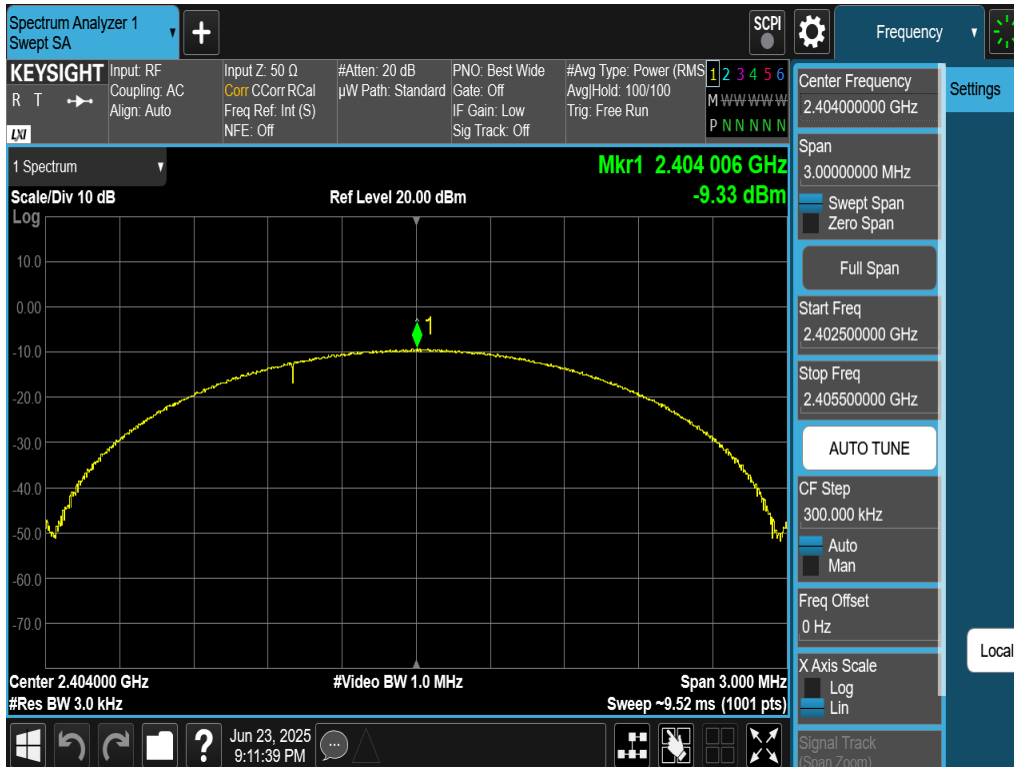 Spectrum Analyzer 1
Swept SA
+
SCPI
Frequency
KEYSIGHT
R T
LXI
Input: RF
Coupling: AC
Align: Auto
Input Z: 50 Ω
Corr CCorr RCal
Freq Ref: Int (S)
NFE: Off
#Atten: 20 dB
µW Path: Standard
PNO: Best Wide
Gate: Off
IF Gain: Low
Sig Track: Off
#Avg Type: Power (RMS
Avg|Hold: 100/100
Trig: Free Run
1 2 3 4 5 6
M W W W W W
P N N N N N
1 Spectrum
Scale/Div 10 dB
Ref Level 20.00 dBm
Mkr1 2.404 006 GHz
-9.33 dBm
Log
10.0
0.00
-10.0
-20.0
-30.0
-40.0
-50.0
-60.0
-70.0
1
Center 2.404000 GHz
#Res BW 3.0 kHz
#Video BW 1.0 MHz
Span 3.000 MHz
Sweep ~9.52 ms (1001 pts)
Center Frequency
2.404000000 GHz
Settings
Span
3.00000000 MHz
Swept Span
Zero Span
Full Span
Start Freq
2.402500000 GHz
Stop Freq
2.405500000 GHz
AUTO TUNE
CF Step
300.000 kHz
Auto
Man
Freq Offset
0 Hz
X Axis Scale
Log
Lin
Local
Signal Track
(Span Zoom)
?
Jun 23, 2025
9:11:39 PM